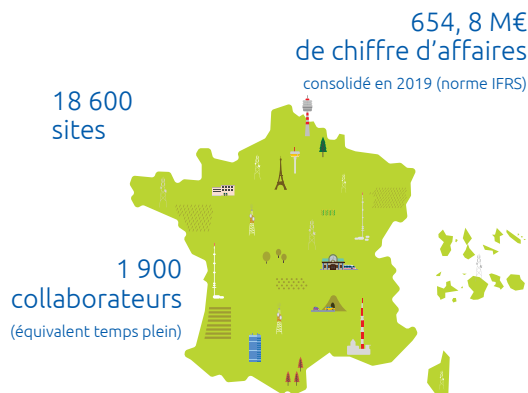 654, 8 M€
de chiffre d’affaires
consolidé en 2019 (norme IFRS)
18 600
sites
1 900
collaborateurs
(équivalent temps plein)